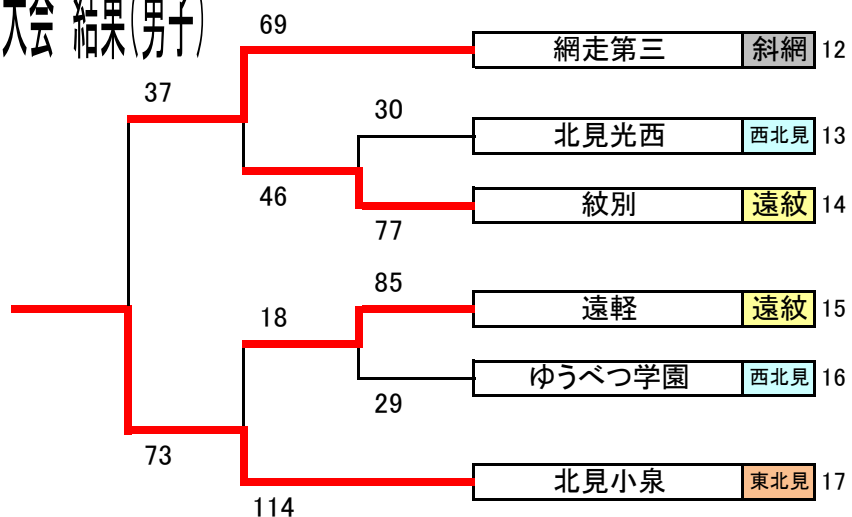 大会 結果(男子)
69
網走第三 斜網 12
37
30
北見光西 西北見 13
46
紋別 遠紋 14
77
85
遠軽 遠紋 15
18
ゆうべつ学園 西北見 16
29
73
北見小泉 東北見 17
114